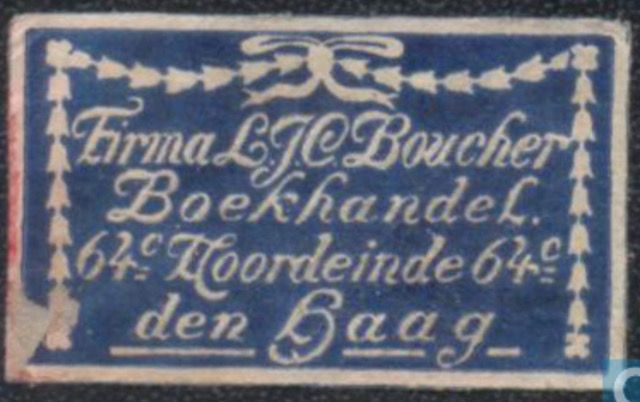 Firma L.J.C. Boucher
Boekhandel.
64c Noordeinde 64c
den Haag